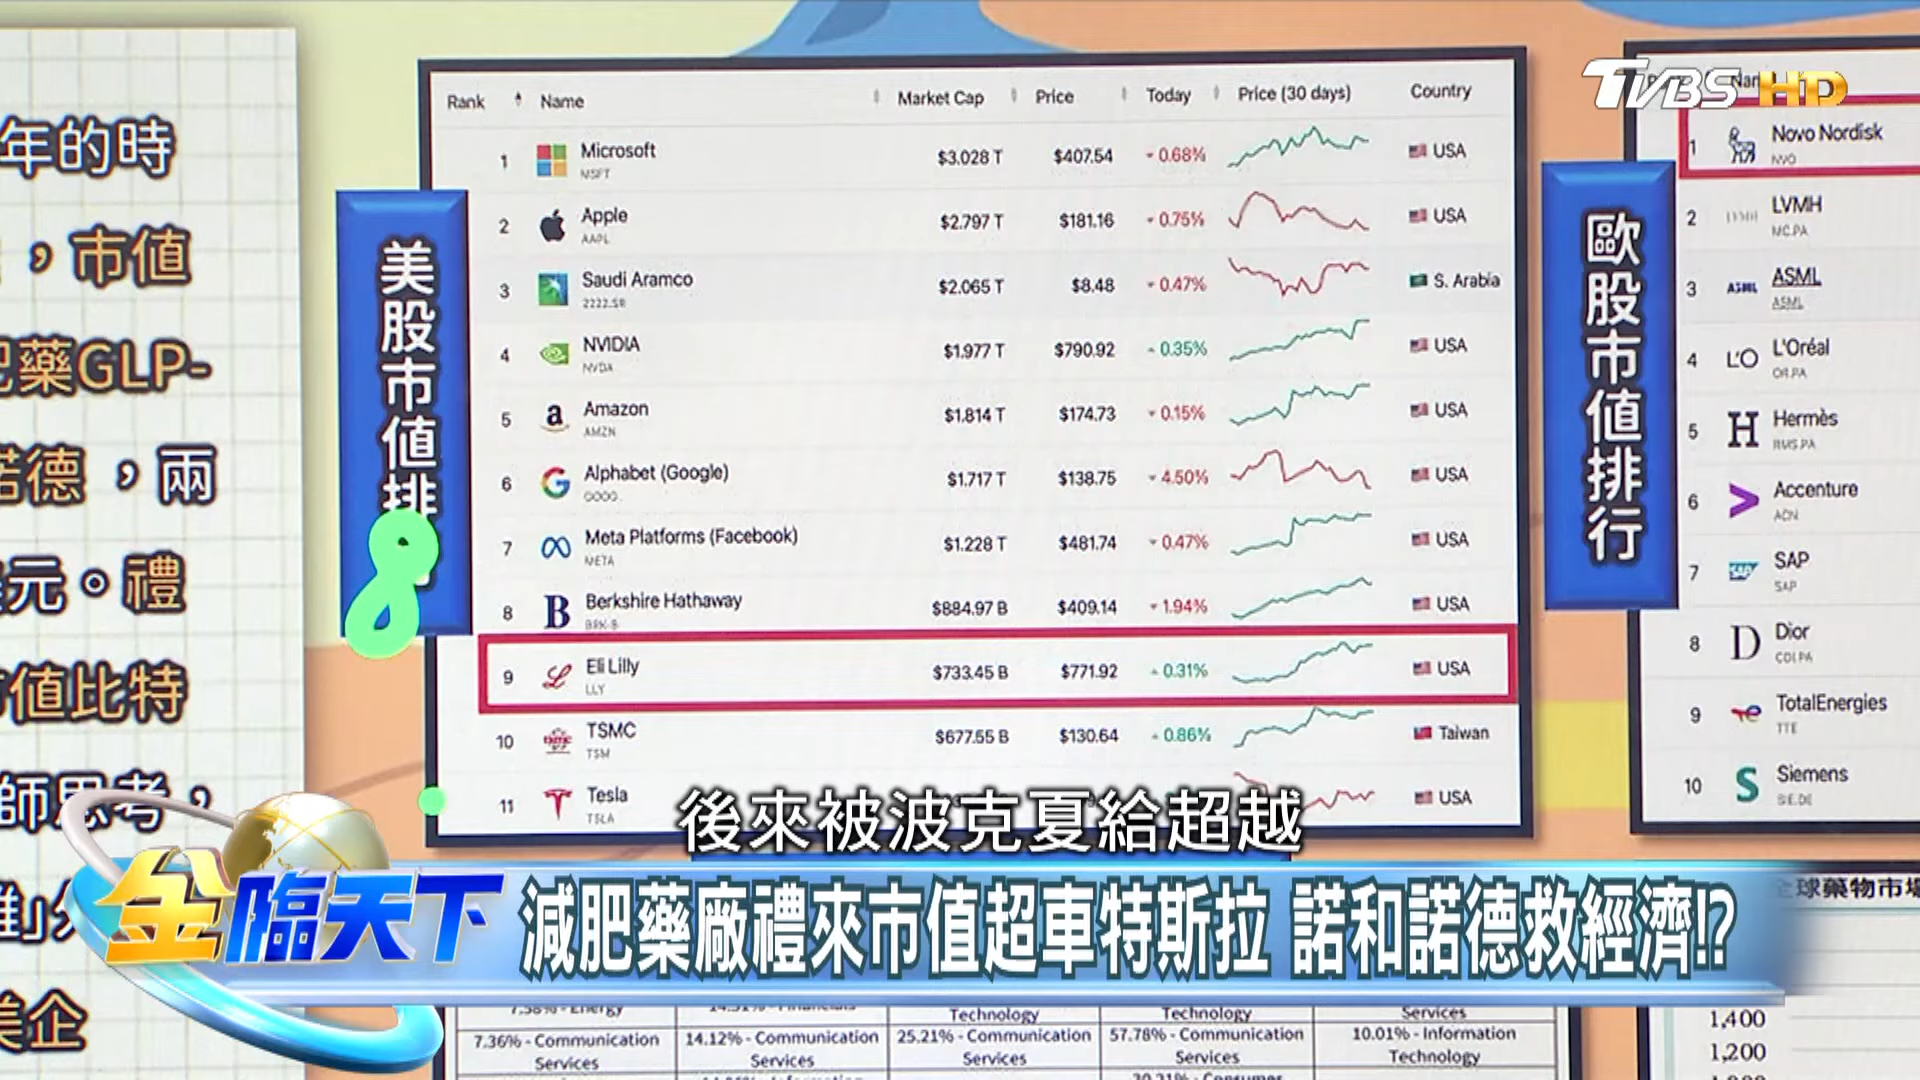 TVBS HD
年的時
，市值
肥藥GLP-
諾德，兩
美元。禮
市值比特
師思考，
美企
美股市值排
歐股市值排行
Rank Name Market Cap Price Today Price (30 days) Country
1 Microsoft $3.028 T $407.54 0.68% USA
MSFT
2 Apple $2.797 T $181.16 0.75% USA
AAPL
3 Saudi Aramco $2.065 T $8.48 0.47% S. Arabia
2222.SR
4 NVIDIA $1.977 T $790.92 0.35% USA
NVDA
5 Amazon $1.814 T $174.73 0.15% USA
AMZN
6 Alphabet (Google) $1.717 T $138.75 4.50% USA
GOOG
7 Meta Platforms (Facebook) $1.228 T $481.74 0.47% USA
META
8 Berkshire Hathaway $884.97 B $409.14 1.94% USA
BRK-B
9 Eli Lilly $733.45 B $771.92 0.31% USA
LLY
10 TSMC $677.55 B $130.64 0.86% Taiwan
TSM
11 Tesla USA
TSLA
1 Novo Nordisk
NVO
2 LVMH
MC.PA
3 ASML
ASML
4 L'Oréal
OR.PA
5 Hermès
RMS.PA
6 Accenture
ACN
7 SAP
SAP
8 Dior
CDI.PA
9 TotalEnergies
TTE
10 Siemens
SIE.DE
後來被波克夏給超越
金臨天下
減肥藥廠禮來市值超車特斯拉 諾和諾德救經濟!?
全球藥物市場
7.58% - Energy
Technology
Technology
Services
7.36% - Communication Services
14.12% - Communication Services
25.21% - Communication Services
57.78% - Communication Services
10.01% - Information Technology
1,400
1,200